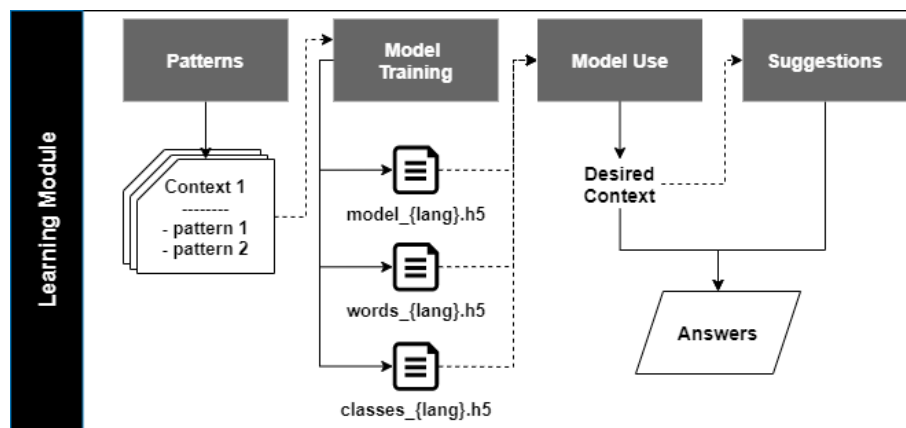 Learning Module
Patterns
Model
Training
Model Use
Suggestions
Context 1
--------
- pattern 1
- pattern 2
model_{lang}.h5
words_{lang}.h5
classes_{lang}.h5
Desired
Context
Answers